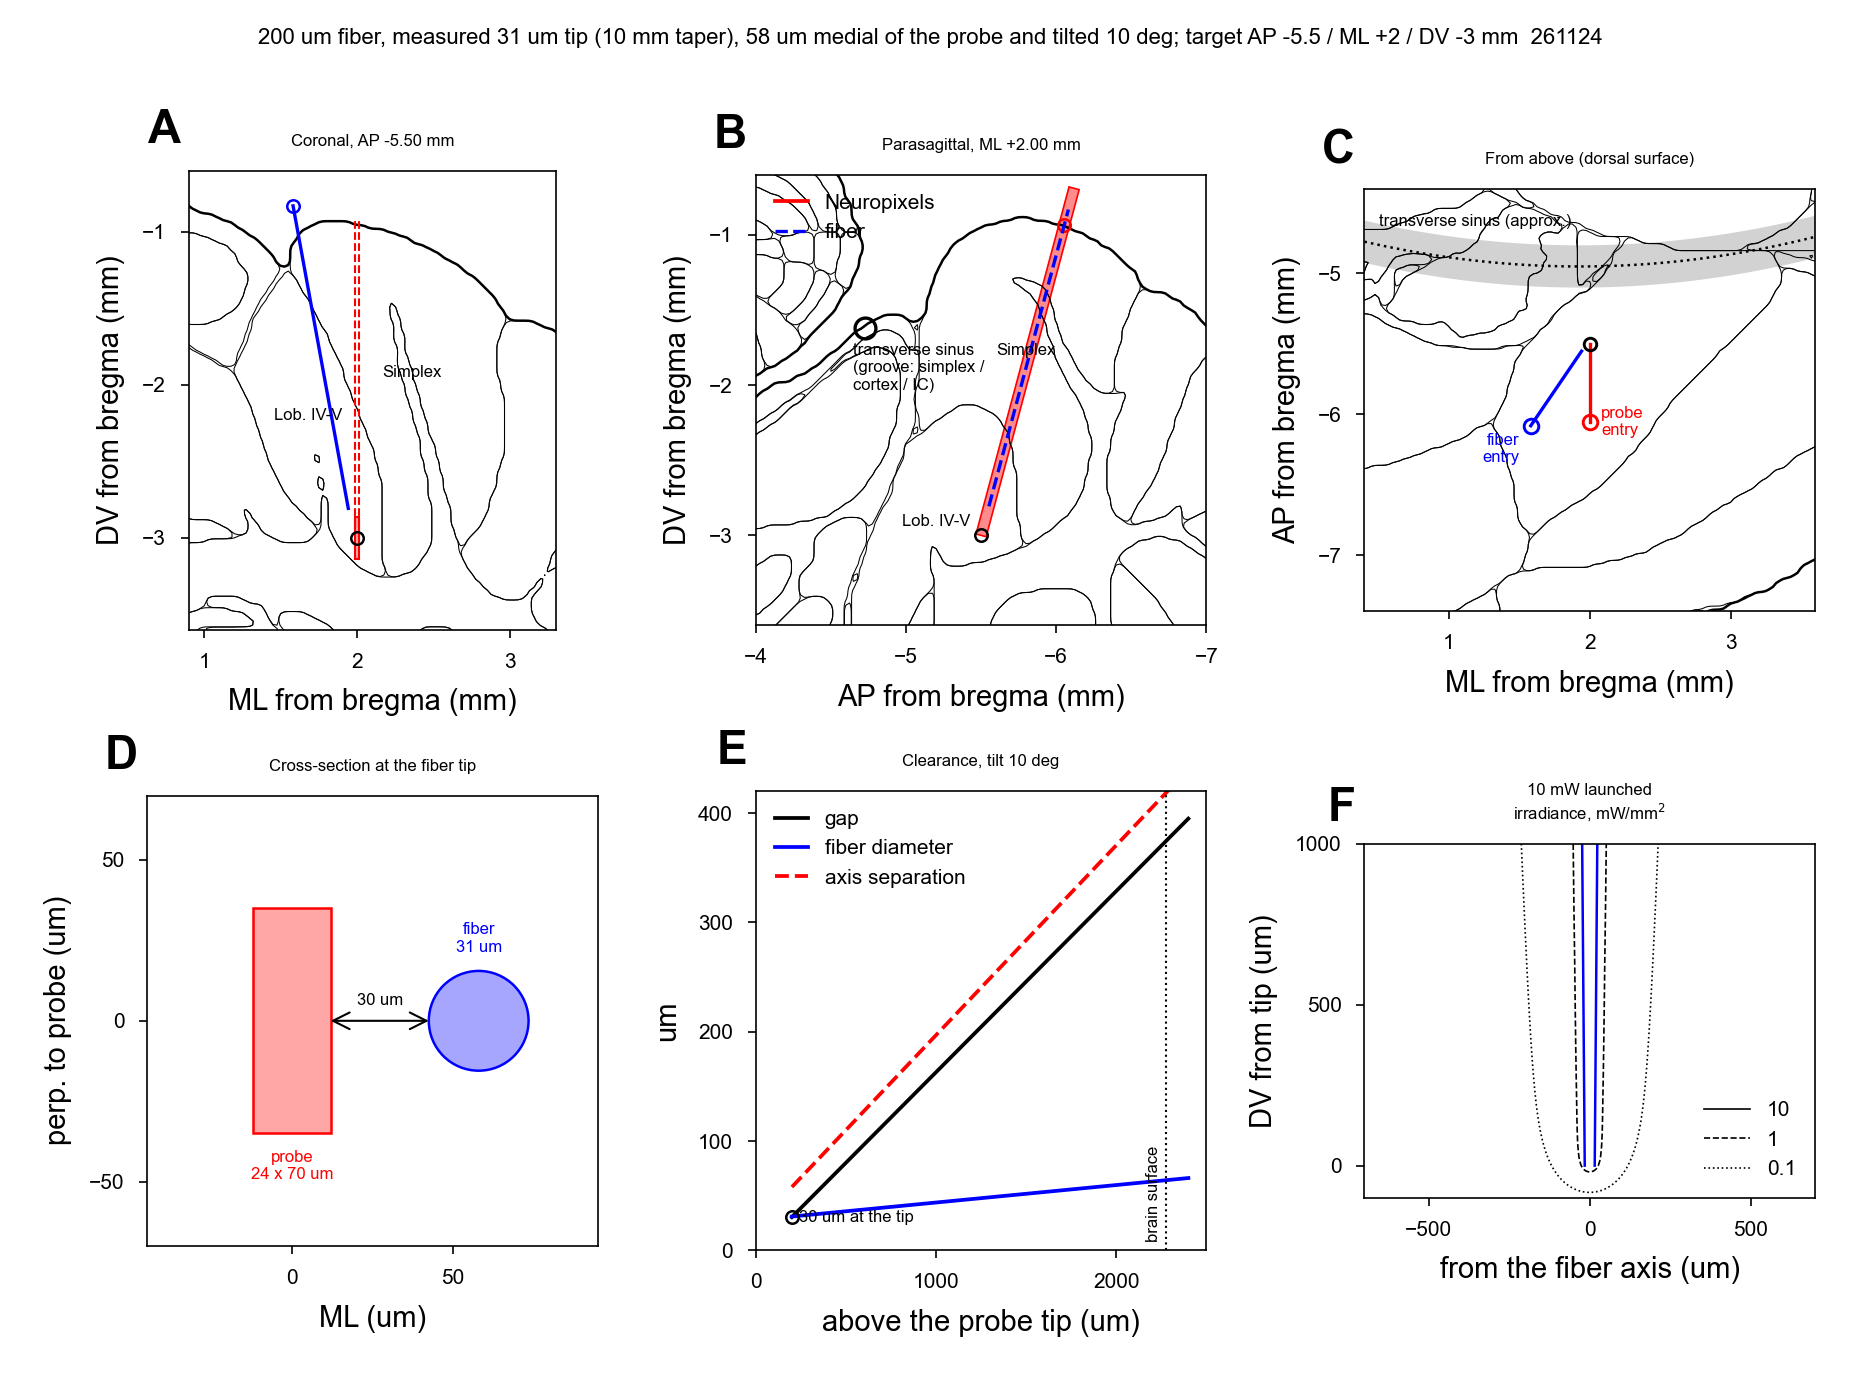 200 um fiber, measured 31 um tip (10 mm taper), 58 um medial of the probe and tilted 10 deg; target AP -5.5 / ML +2 / DV -3 mm  261124
A
Coronal, AP -5.50 mm
−1
−2
−3
DV from bregma (mm)
Simplex
Lob. IV-V
1
2
3
ML from bregma (mm)
B
Parasagittal, ML +2.00 mm
Neuropixels
fiber
−1
−2
−3
DV from bregma (mm)
transverse sinus
(groove: simplex /
cortex / IC)
Simplex
Lob. IV-V
−4
−5
−6
−7
AP from bregma (mm)
C
From above (dorsal surface)
transverse sinus (approx.)
−5
−6
−7
AP from bregma (mm)
probe
entry
fiber
entry
1
2
3
ML from bregma (mm)
D
Cross-section at the fiber tip
50
0
−50
perp. to probe (um)
fiber
31 um
30 um
probe
24 x 70 um
0
50
ML (um)
E
Clearance, tilt 10 deg
gap
fiber diameter
axis separation
400
300
200
100
0
um
30 um at the tip
brain surface
0
1000
2000
above the probe tip (um)
F
10 mW launched
irradiance, mW/mm²
1000
500
0
DV from tip (um)
10
1
0.1
−500
0
500
from the fiber axis (um)